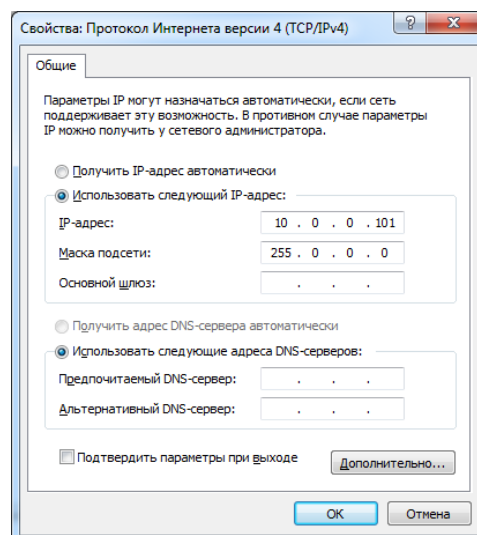 Свойства: Протокол Интернета версии 4 (TCP/IPv4)
Общие
Параметры IP могут назначаться автоматически, если сеть
поддерживает эту возможность. В противном случае параметры
IP можно получить у сетевого администратора.
Получить IP-адрес автоматически
Использовать следующий IP-адрес:
IP-адрес: 10 . 0 . 0 . 101
Маска подсети: 255 . 0 . 0 . 0
Основной шлюз: . . .
Получить адрес DNS-сервера автоматически
Использовать следующие адреса DNS-серверов:
Предпочитаемый DNS-сервер: . . .
Альтернативный DNS-сервер: . . .
Подтвердить параметры при выходе
Дополнительно...
ОК
Отмена